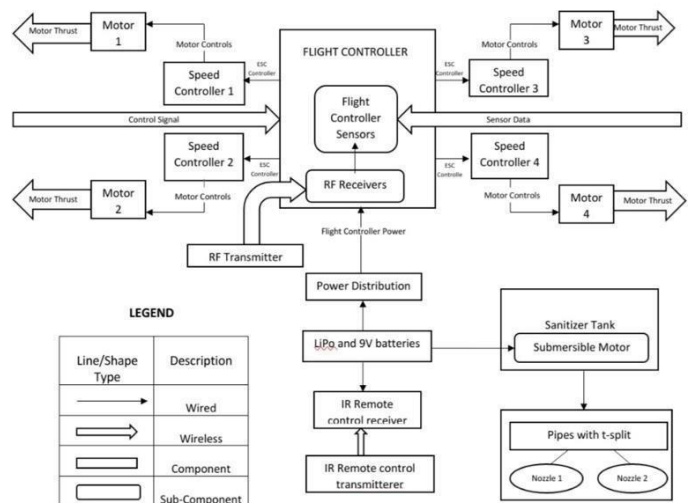 Motor Thrust
Motor
1
Motor Controls
Speed
Controller 1
ESC
Controller
FLIGHT CONTROLLER
Flight
Controller
Sensors
RF Receivers
ESC
Controller
Speed
Controller 3
Motor Controls
Motor
3
Motor Thrust
Control Signal
Sensor Data
Speed
Controller 2
ESC
Controller
Motor Controls
Motor
2
Motor Thrust
ESC
Controlle
Speed
Controller 4
Motor Controls
Motor
4
Motor Thrust
RF Transmitter
Flight Controller Power
Power Distribution
LiPo and 9V batteries
IR Remote
control receiver
IR Remote control
transmitterer
Sanitizer Tank
Submersible Motor
Pipes with t-split
Nozzle 1
Nozzle 2
LEGEND
Line/Shape
Type
Description
Wired
Wireless
Component
Sub-Component